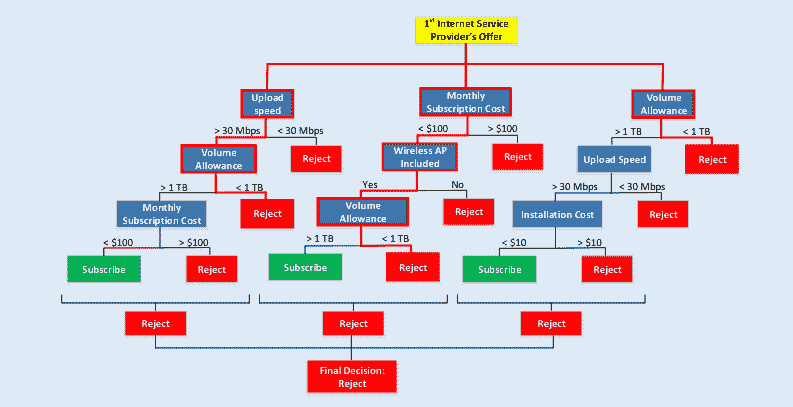 1st Internet Service
Provider's Offer
Upload
speed
Monthly
Subscription Cost
Volume
Allowance
> 30 Mbps
< 30 Mbps
< $100
> $100
> 1 TB
< 1 TB
Volume
Allowance
Reject
Wireless AP
Included
Reject
Upload Speed
Reject
> 1 TB
< 1 TB
Yes
No
> 30 Mbps
< 30 Mbps
Monthly
Subscription Cost
Reject
Volume
Allowance
Reject
Installation Cost
Reject
< $100
> $100
> 1 TB
< 1 TB
< $10
> $10
Subscribe
Reject
Subscribe
Reject
Subscribe
Reject
Reject
Reject
Reject
Final Decision:
Reject